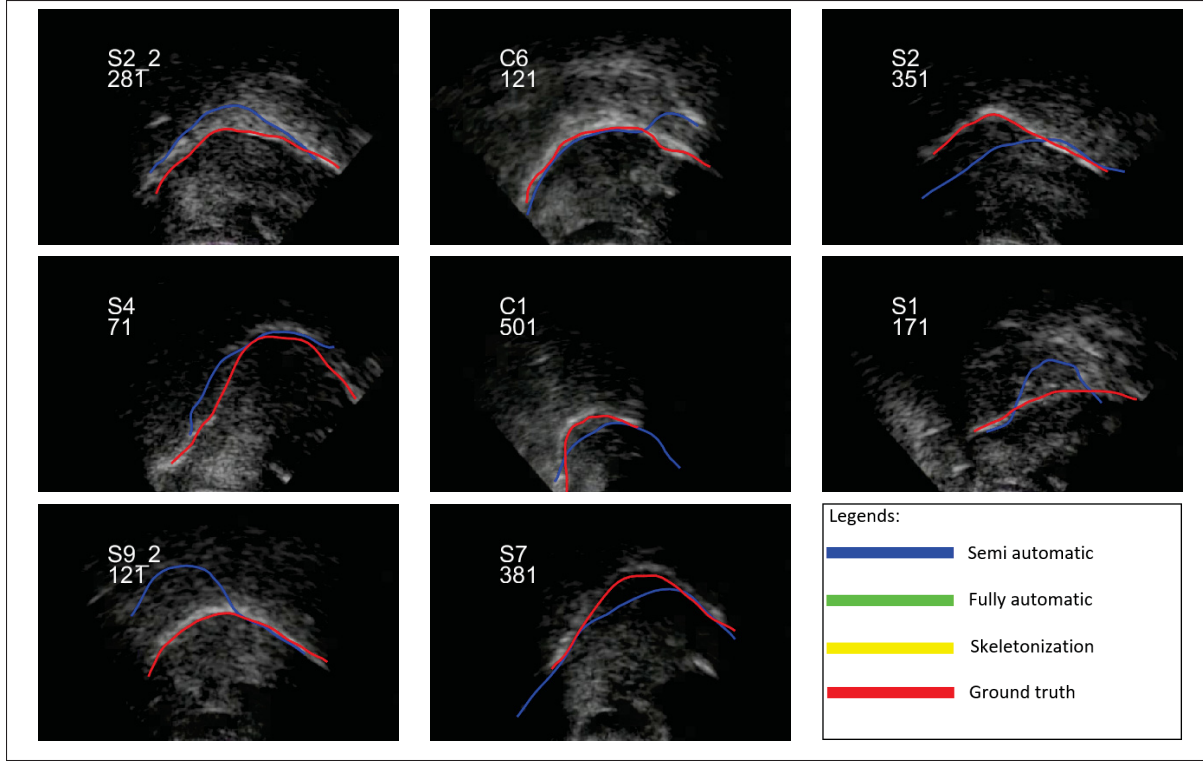 S2_2
281
C6
121
S2
351
S4
71
C1
501
S1
171
S9_2
121
S7
381
Legends:
Semi automatic
Fully automatic
Skeletonization
Ground truth